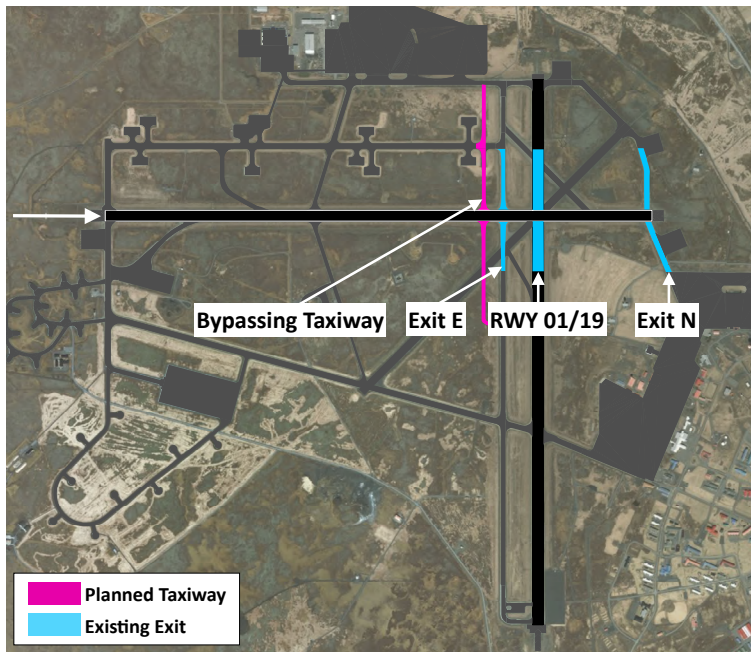 Bypassing Taxiway
Exit E
RWY 01/19
Exit N
Planned Taxiway
Existing Exit